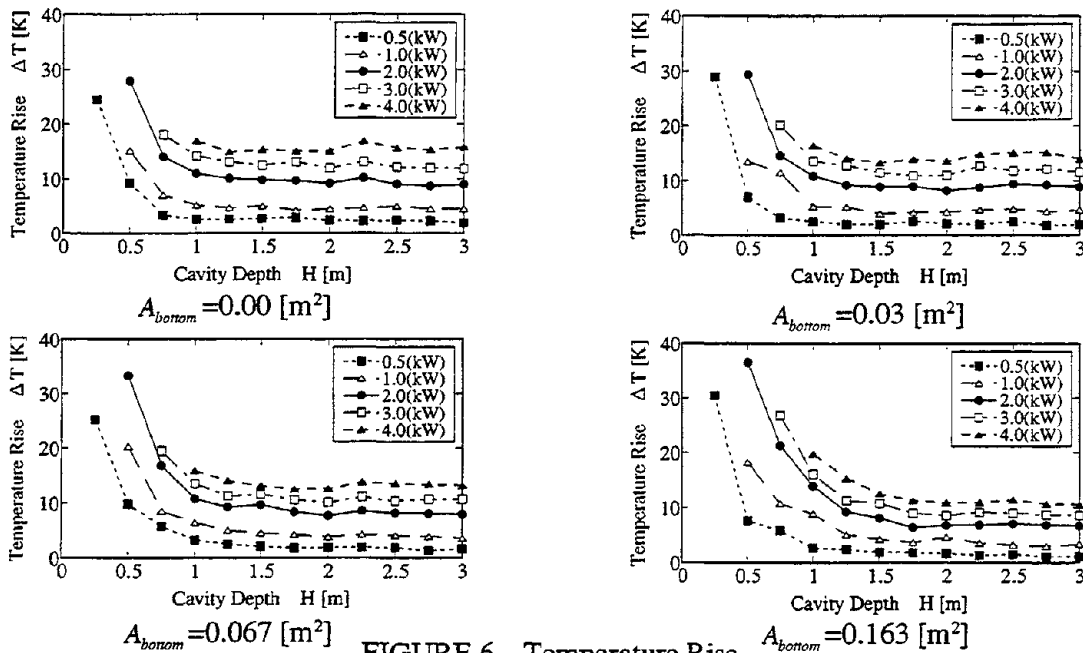 40
30
20
10
0
Temperature Rise ΔT [K]
0.5(kW)
1.0(kW)
2.0(kW)
3.0(kW)
4.0(kW)
0 0.5 1 1.5 2 2.5 3
Cavity Depth H [m]
A_bottom=0.00 [m²]
40
30
20
10
0
Temperature Rise ΔT [K]
0.5(kW)
1.0(kW)
2.0(kW)
3.0(kW)
4.0(kW)
0 0.5 1 1.5 2 2.5 3
Cavity Depth H [m]
A_bottom=0.03 [m²]
40
30
20
10
0
Temperature Rise ΔT [K]
0.5(kW)
1.0(kW)
2.0(kW)
3.0(kW)
4.0(kW)
0 0.5 1 1.5 2 2.5 3
Cavity Depth H [m]
A_bottom=0.067 [m²]
40
30
20
10
0
Temperature Rise ΔT [K]
0.5(kW)
1.0(kW)
2.0(kW)
3.0(kW)
4.0(kW)
0 0.5 1 1.5 2 2.5 3
Cavity Depth H [m]
A_bottom=0.163 [m²]
FIGURE 6 Temperature Rise